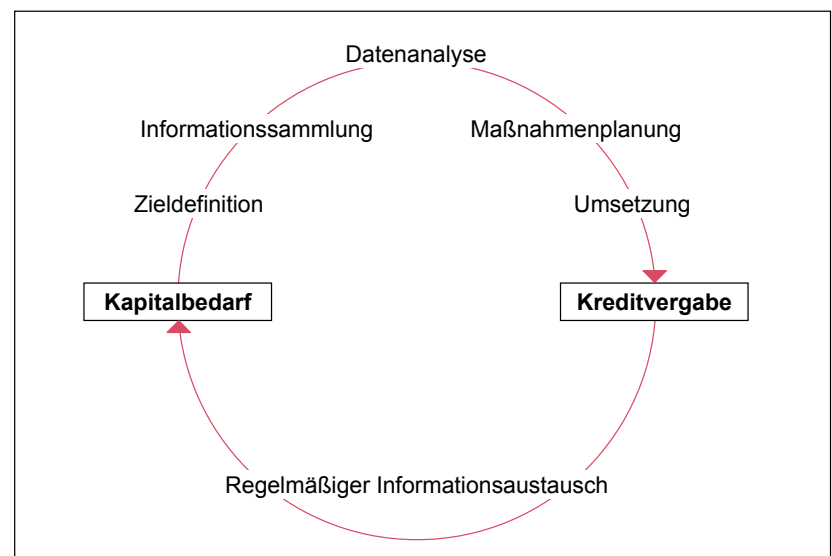 Datenanalyse
Informationssammlung
Maßnahmenplanung
Zieldefinition
Umsetzung
Kapitalbedarf
Kreditvergabe
Regelmäßiger Informationsaustausch